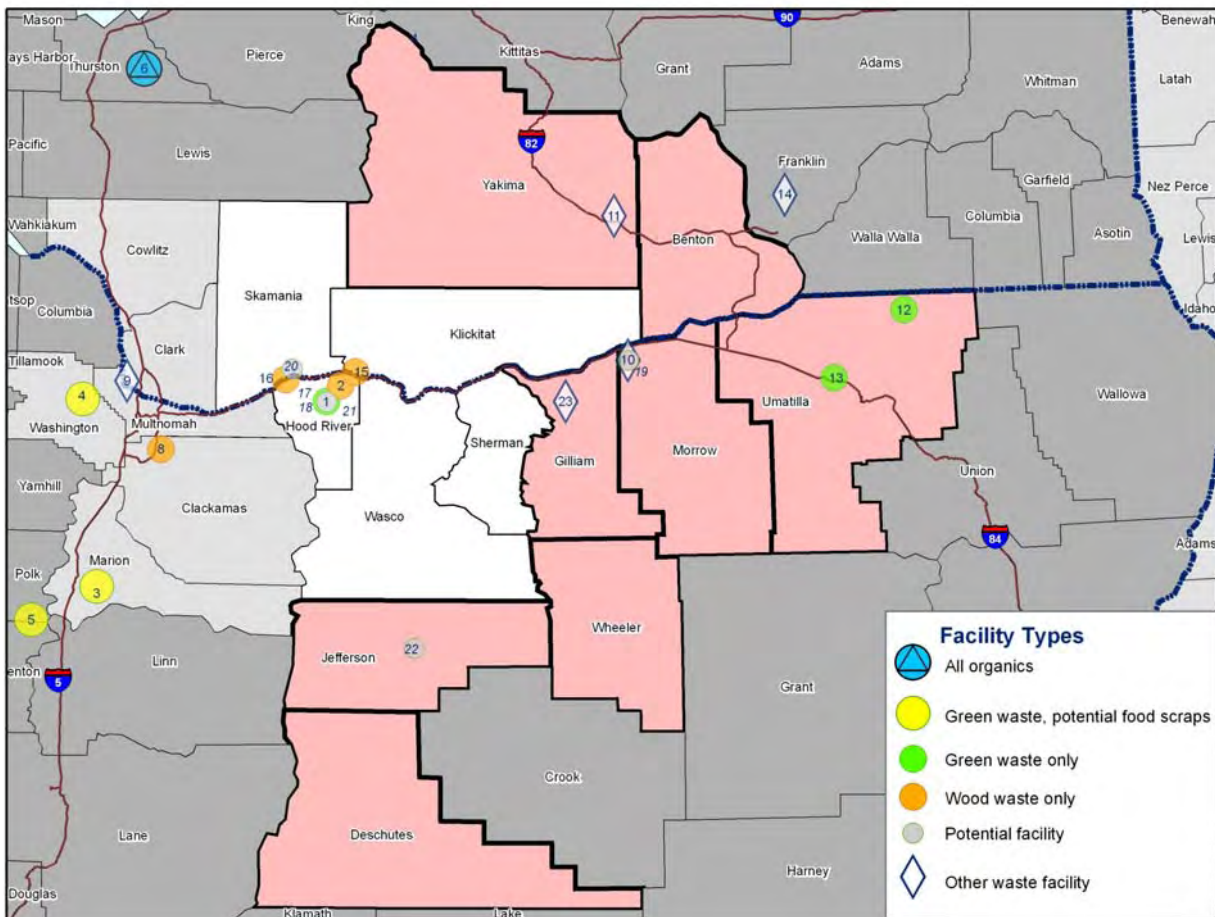 Mason
King
90
Benewah
ays Harbor
Thurston
6
Pierce
Kittitas
Grant
Adams
Whitman
Latah
Pacific
Lewis
82
Yakima
Franklin
14
Garfield
Nez Perce
11
Columbia
Asotin
Lewis
Wahkiakum
Cowlitz
Benton
Walla Walla
Skamania
tsop
Columbia
Klickitat
12
Idaho
Tillamook
Clark
9
20
16
15
10
19
13
4
17
2
18
1
21
23
Umatilla
Wallowa
Washington
Multnomah
Hood River
Sherman
8
Gilliam
Morrow
Union
Yamhill
Clackamas
Wasco
84
Adams
Marion
Polk
3
5
Wheeler
Facility Types
Linn
Jefferson
22
All organics
enton
5
Grant
Green waste, potential food scraps
Green waste only
Crook
Wood waste only
Lane
Deschutes
Potential facility
Harney
Other waste facility
Douglas
Klamath
Lake